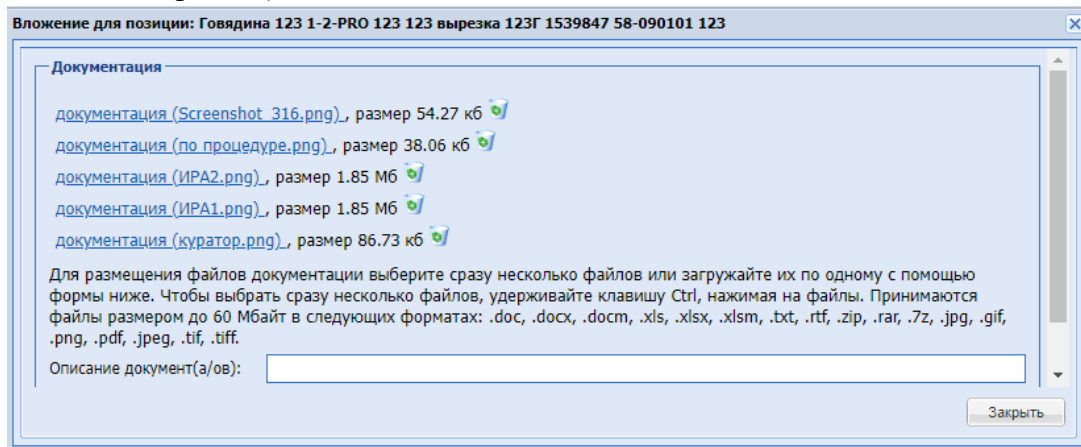 Вложение для позиции: Говядина 123 1-2-PRO 123 123 вырезка 123Г 1539847 58-090101 123
Документация
документация (Screenshot_316.png) , размер 54.27 кб
документация (по процедуре.png) , размер 38.06 кб
документация (ИРА2.png) , размер 1.85 Мб
документация (ИРА1.png) , размер 1.85 Мб
документация (куратор.png) , размер 86.73 кб
Для размещения файлов документации выберите сразу несколько файлов или загружайте их по одному с помощью
формы ниже. Чтобы выбрать сразу несколько файлов, удерживайте клавишу Ctrl, нажимая на файлы. Принимаются
файлы размером до 60 Мбайт в следующих форматах: .doc, .docx, .docm, .xls, .xlsx, .xlsm, .txt, .rtf, .zip, .rar, .7z, .jpg, .gif,
.png, .pdf, .jpeg, .tif, .tiff.
Описание документ(а/ов):
Закрыть